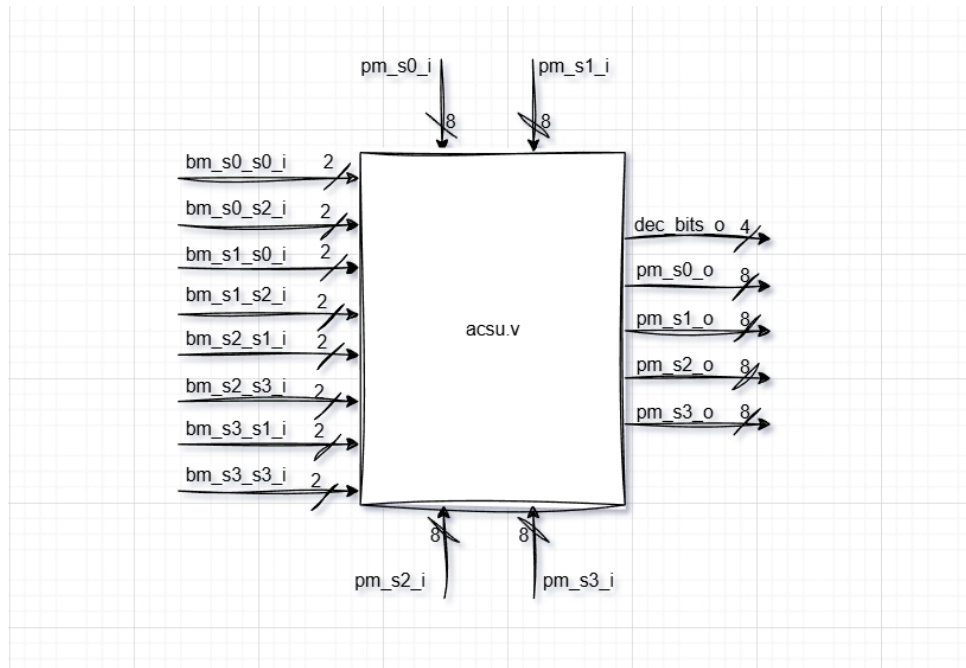 pm_s0_i
pm_s1_i
8
8
bm_s0_s0_i 2
bm_s0_s2_i 2
bm_s1_s0_i 2
bm_s1_s2_i 2
bm_s2_s1_i 2
bm_s2_s3_i 2
bm_s3_s1_i 2
bm_s3_s3_i 2
acsu.v
dec_bits_o 4
pm_s0_o 8
pm_s1_o 8
pm_s2_o 8
pm_s3_o 8
8
8
pm_s2_i
pm_s3_i